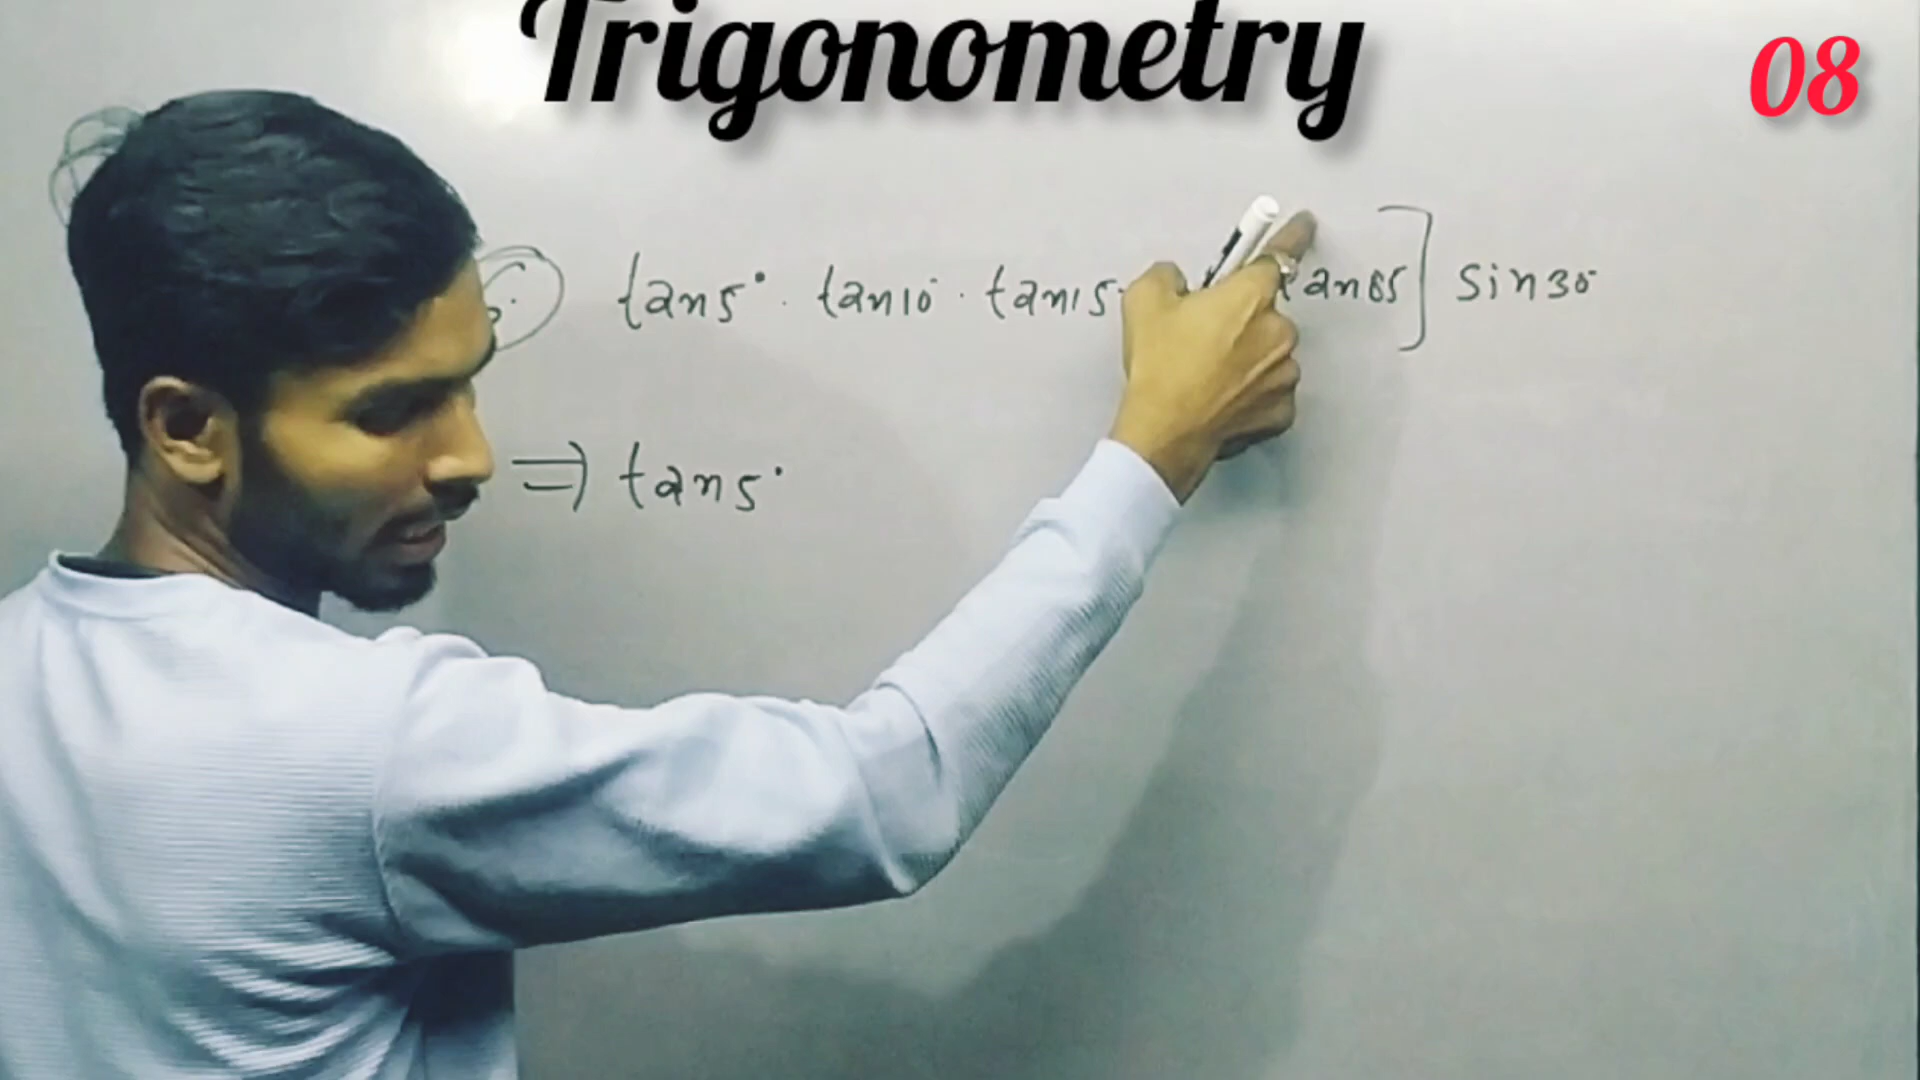 Trigonometry
08
tan5° · tan10° · tan15 tan85] sin30°
⇒ tan5°